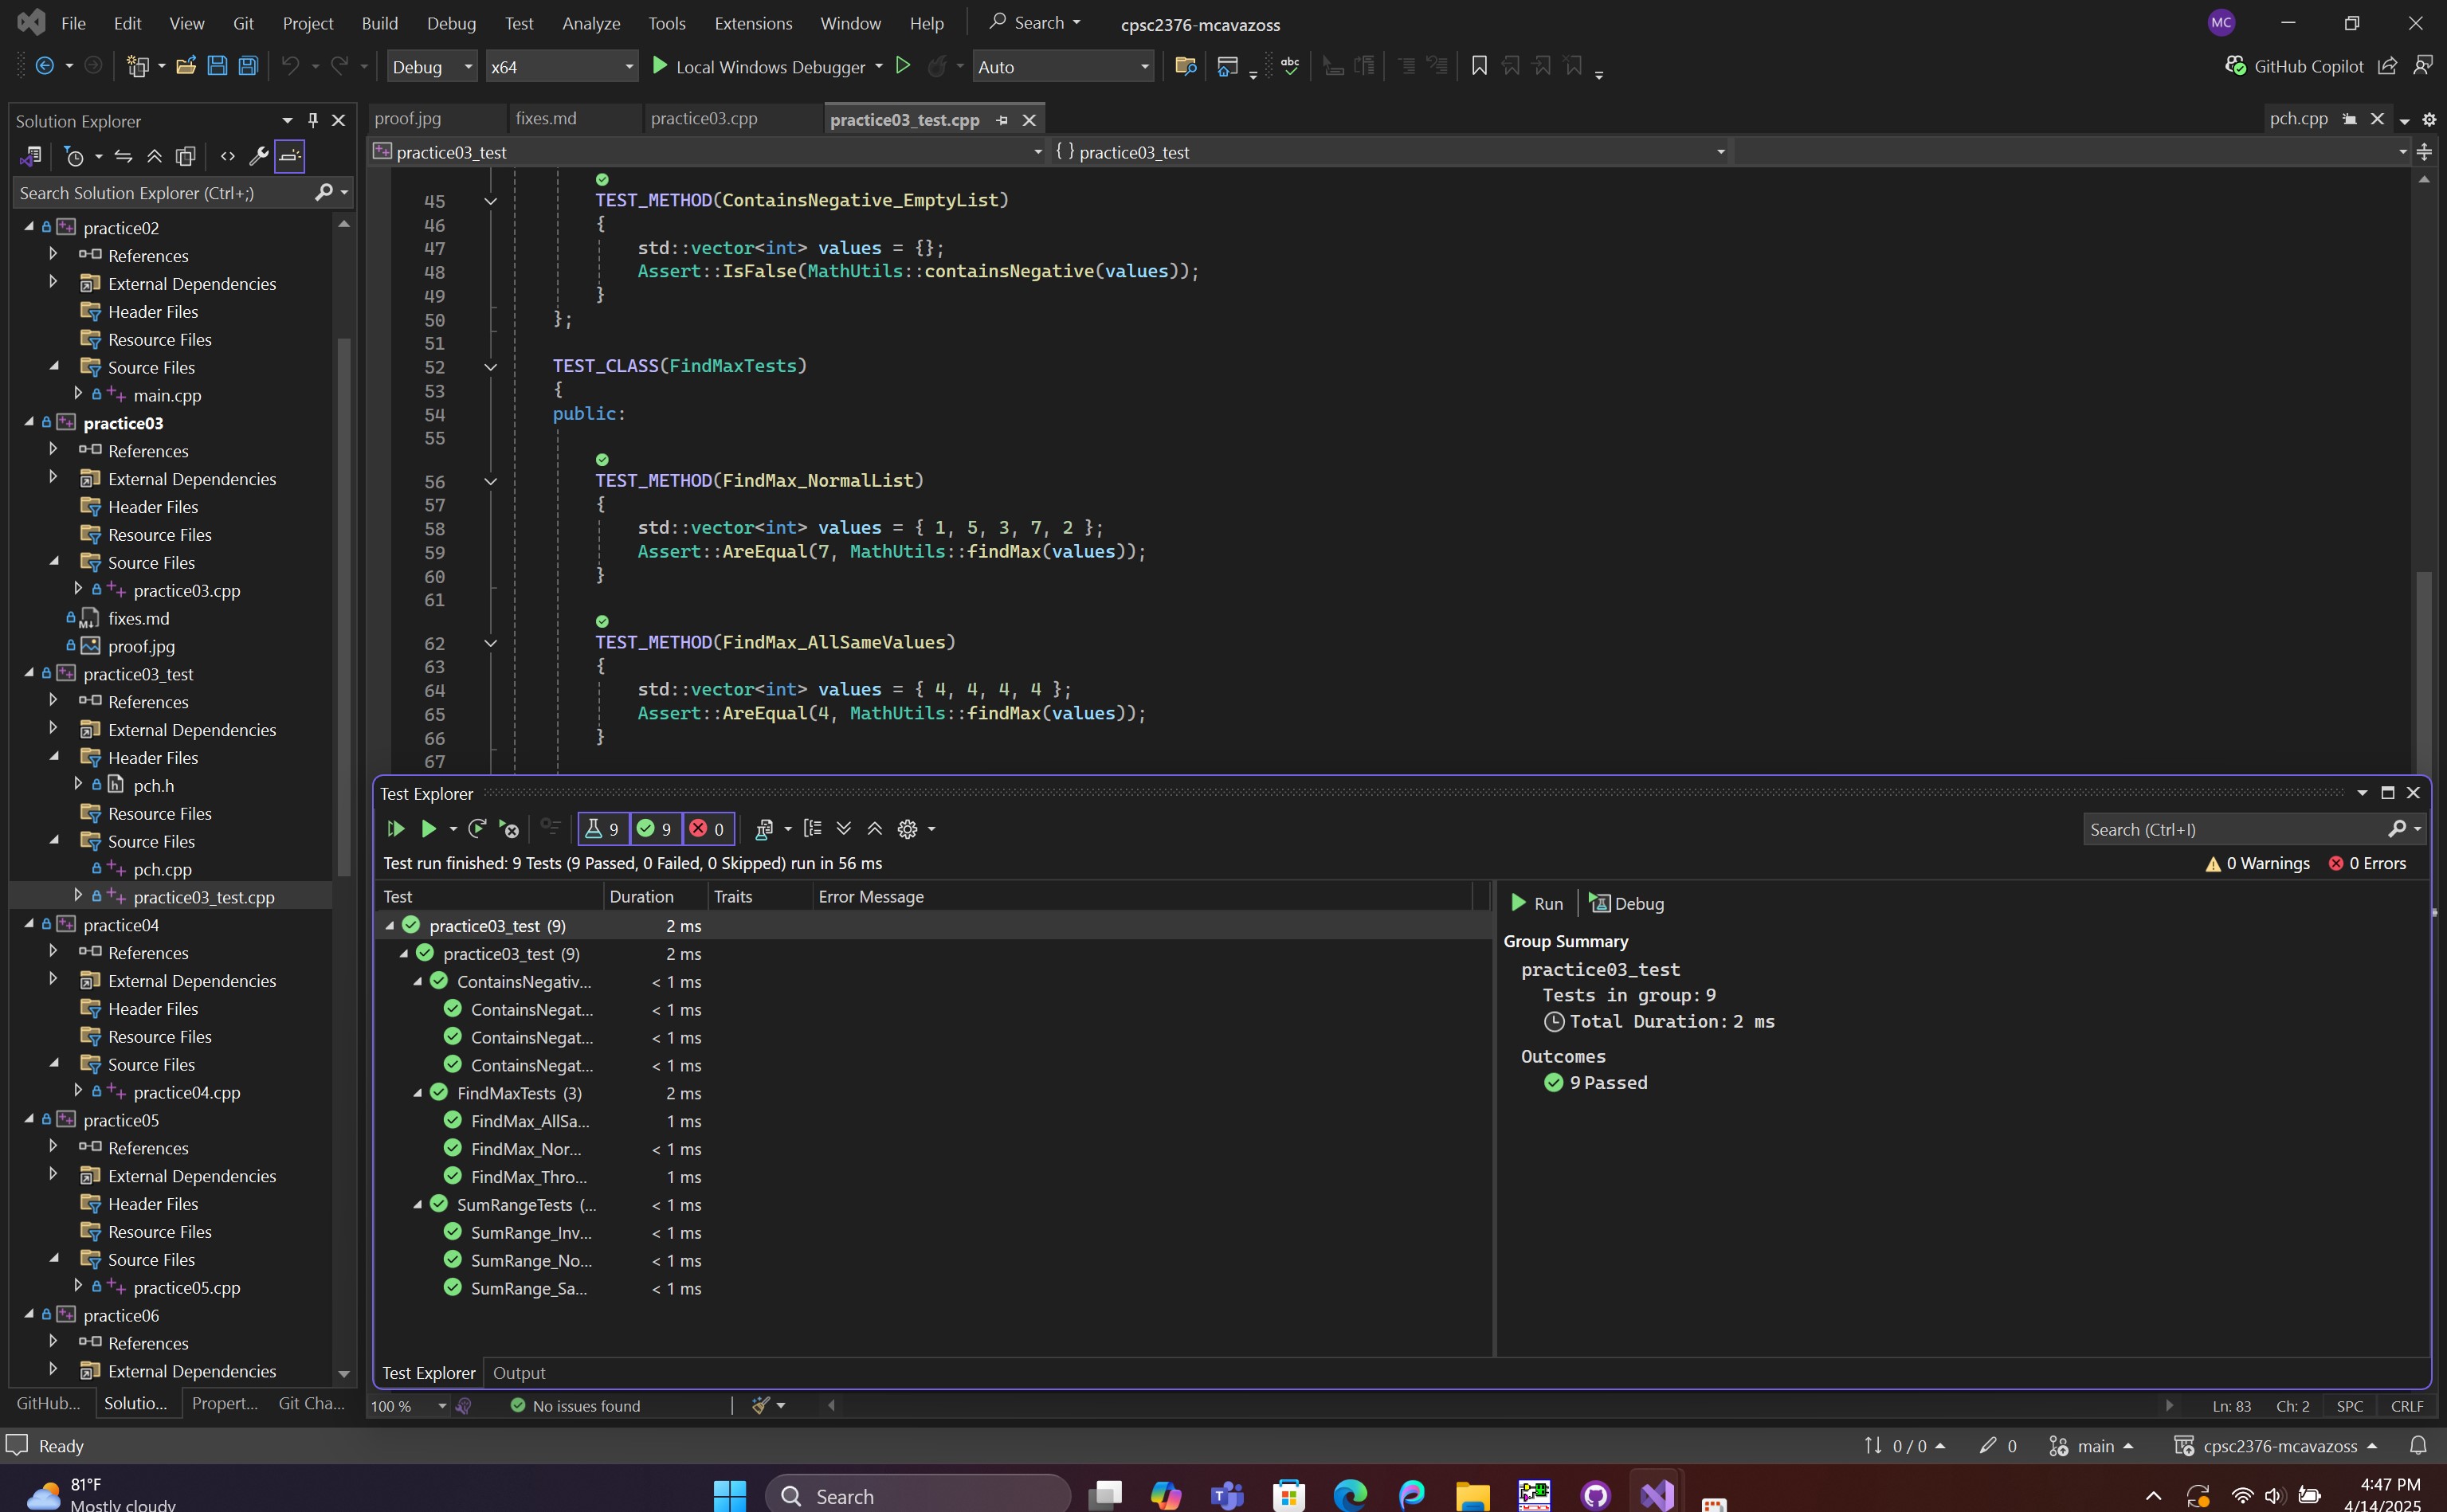 File Edit View Git Project Build Debug Test Analyze Tools Extensions Window Help Search cpsc2376-mcavazoss MC
Debug x64 Local Windows Debugger Auto GitHub Copilot
Solution Explorer
Search Solution Explorer (Ctrl+;)
practice02
References
External Dependencies
Header Files
Resource Files
Source Files
main.cpp
practice03
References
External Dependencies
Header Files
Resource Files
Source Files
practice03.cpp
fixes.md
proof.jpg
practice03_test
References
External Dependencies
Header Files
pch.h
Resource Files
Source Files
pch.cpp
practice03_test.cpp
practice04
References
External Dependencies
Header Files
Resource Files
Source Files
practice04.cpp
practice05
References
External Dependencies
Header Files
Resource Files
Source Files
practice05.cpp
practice06
References
External Dependencies
GitHub... Solutio... Propert... Git Cha...
proof.jpg fixes.md practice03.cpp practice03_test.cpp pch.cpp
practice03_test {} practice03_test
45 TEST_METHOD(ContainsNegative_EmptyList)
46 {
47 std::vector<int> values = {};
48 Assert::IsFalse(MathUtils::containsNegative(values));
49 }
50 };
51
52 TEST_CLASS(FindMaxTests)
53 {
54 public:
55
56 TEST_METHOD(FindMax_NormalList)
57 {
58 std::vector<int> values = { 1, 5, 3, 7, 2 };
59 Assert::AreEqual(7, MathUtils::findMax(values));
60 }
61
62 TEST_METHOD(FindMax_AllSameValues)
63 {
64 std::vector<int> values = { 4, 4, 4, 4 };
65 Assert::AreEqual(4, MathUtils::findMax(values));
66 }
67
Test Explorer
9 9 0 Search (Ctrl+I)
Test run finished: 9 Tests (9 Passed, 0 Failed, 0 Skipped) run in 56 ms 0 Warnings 0 Errors
Test Duration Traits Error Message
practice03_test (9) 2 ms
practice03_test (9) 2 ms
ContainsNegativ... < 1 ms
ContainsNegat... < 1 ms
ContainsNegat... < 1 ms
ContainsNegat... < 1 ms
FindMaxTests (3) 2 ms
FindMax_AllSa... 1 ms
FindMax_Nor... < 1 ms
FindMax_Thro... 1 ms
SumRangeTests (... < 1 ms
SumRange_Inv... < 1 ms
SumRange_No... < 1 ms
SumRange_Sa... < 1 ms
Run Debug
Group Summary
practice03_test
Tests in group: 9
Total Duration: 2 ms
Outcomes
9 Passed
Test Explorer Output
100 % No issues found Ln: 83 Ch: 2 SPC CRLF
Ready 0 / 0 0 main cpsc2376-mcavazoss
81°F
Mostly cloudy
Search
4:47 PM
4/14/2025